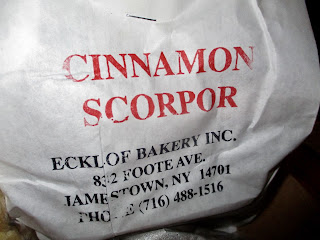 CINNAMON
SCORPOR
ECKLOF BAKERY INC.
832 FOOTE AVE.
JAMESTOWN, NY 14701
PHONE (716) 488-1516